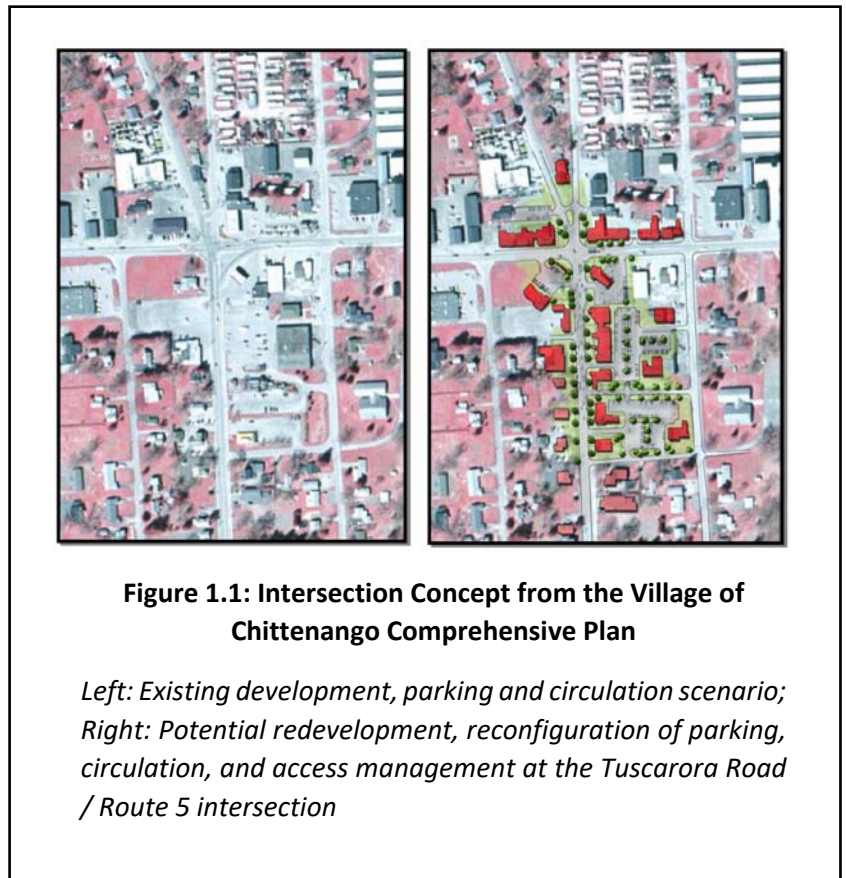 Figure 1.1: Intersection Concept from the Village of
Chittenango Comprehensive Plan
Left: Existing development, parking and circulation scenario;
Right: Potential redevelopment, reconfiguration of parking,
circulation, and access management at the Tuscarora Road
/ Route 5 intersection